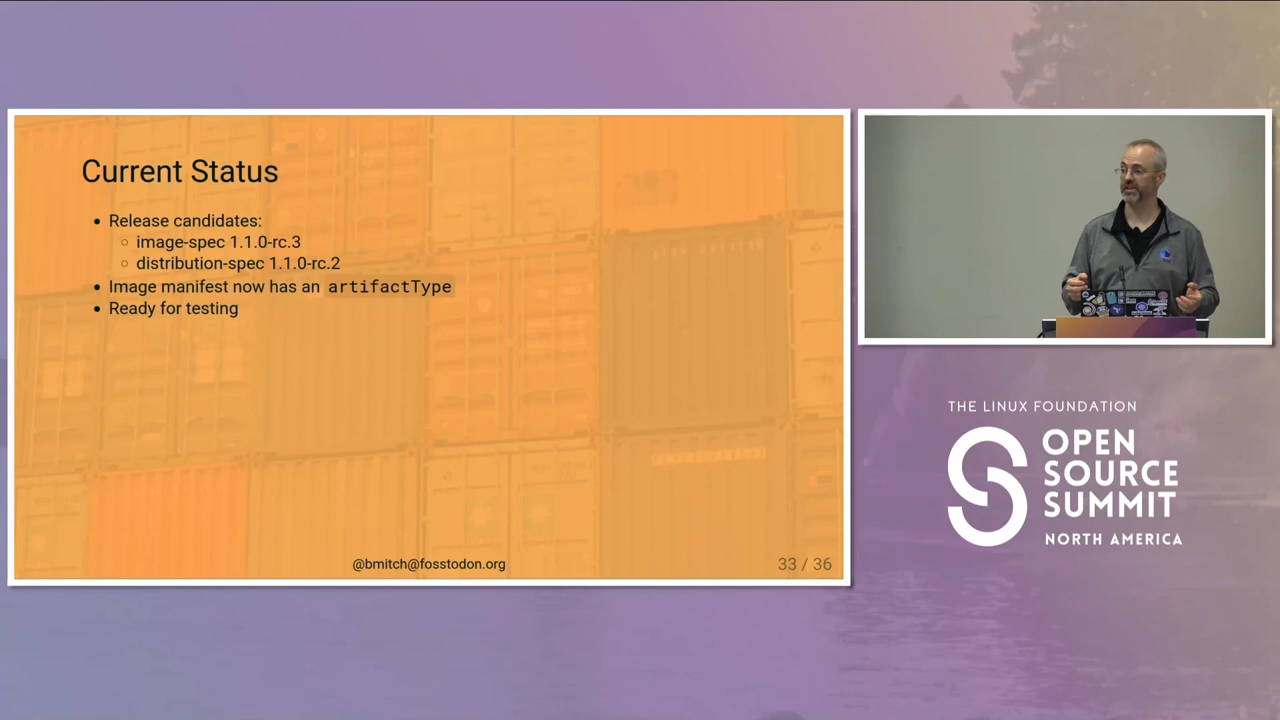 Current Status
• Release candidates:
○ image-spec 1.1.0-rc.3
○ distribution-spec 1.1.0-rc.2
• Image manifest now has an artifactType
• Ready for testing
@bmitch@fosstodon.org
33 / 36
THE LINUX FOUNDATION
OPEN
SOURCE
SUMMIT
NORTH AMERICA